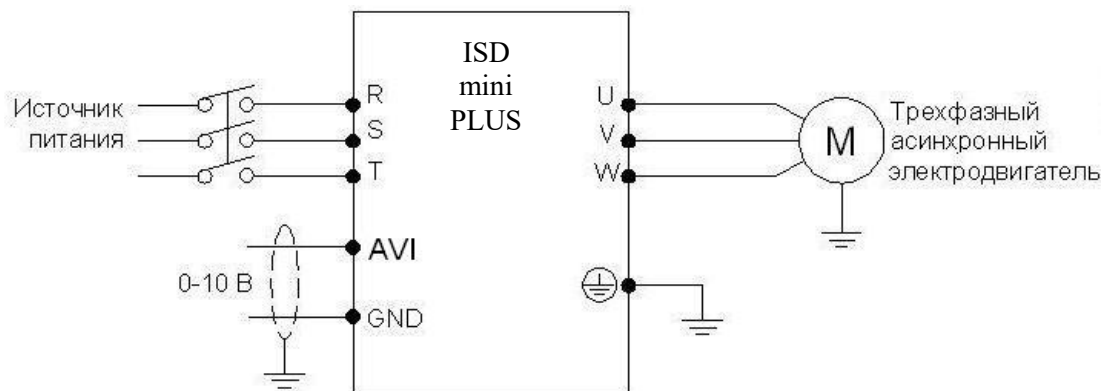 ISD
mini
PLUS
Источник
питания
R
S
T
U
V
W
M
Трехфазный
асинхронный
электродвигатель
AVI
0-10 В
GND